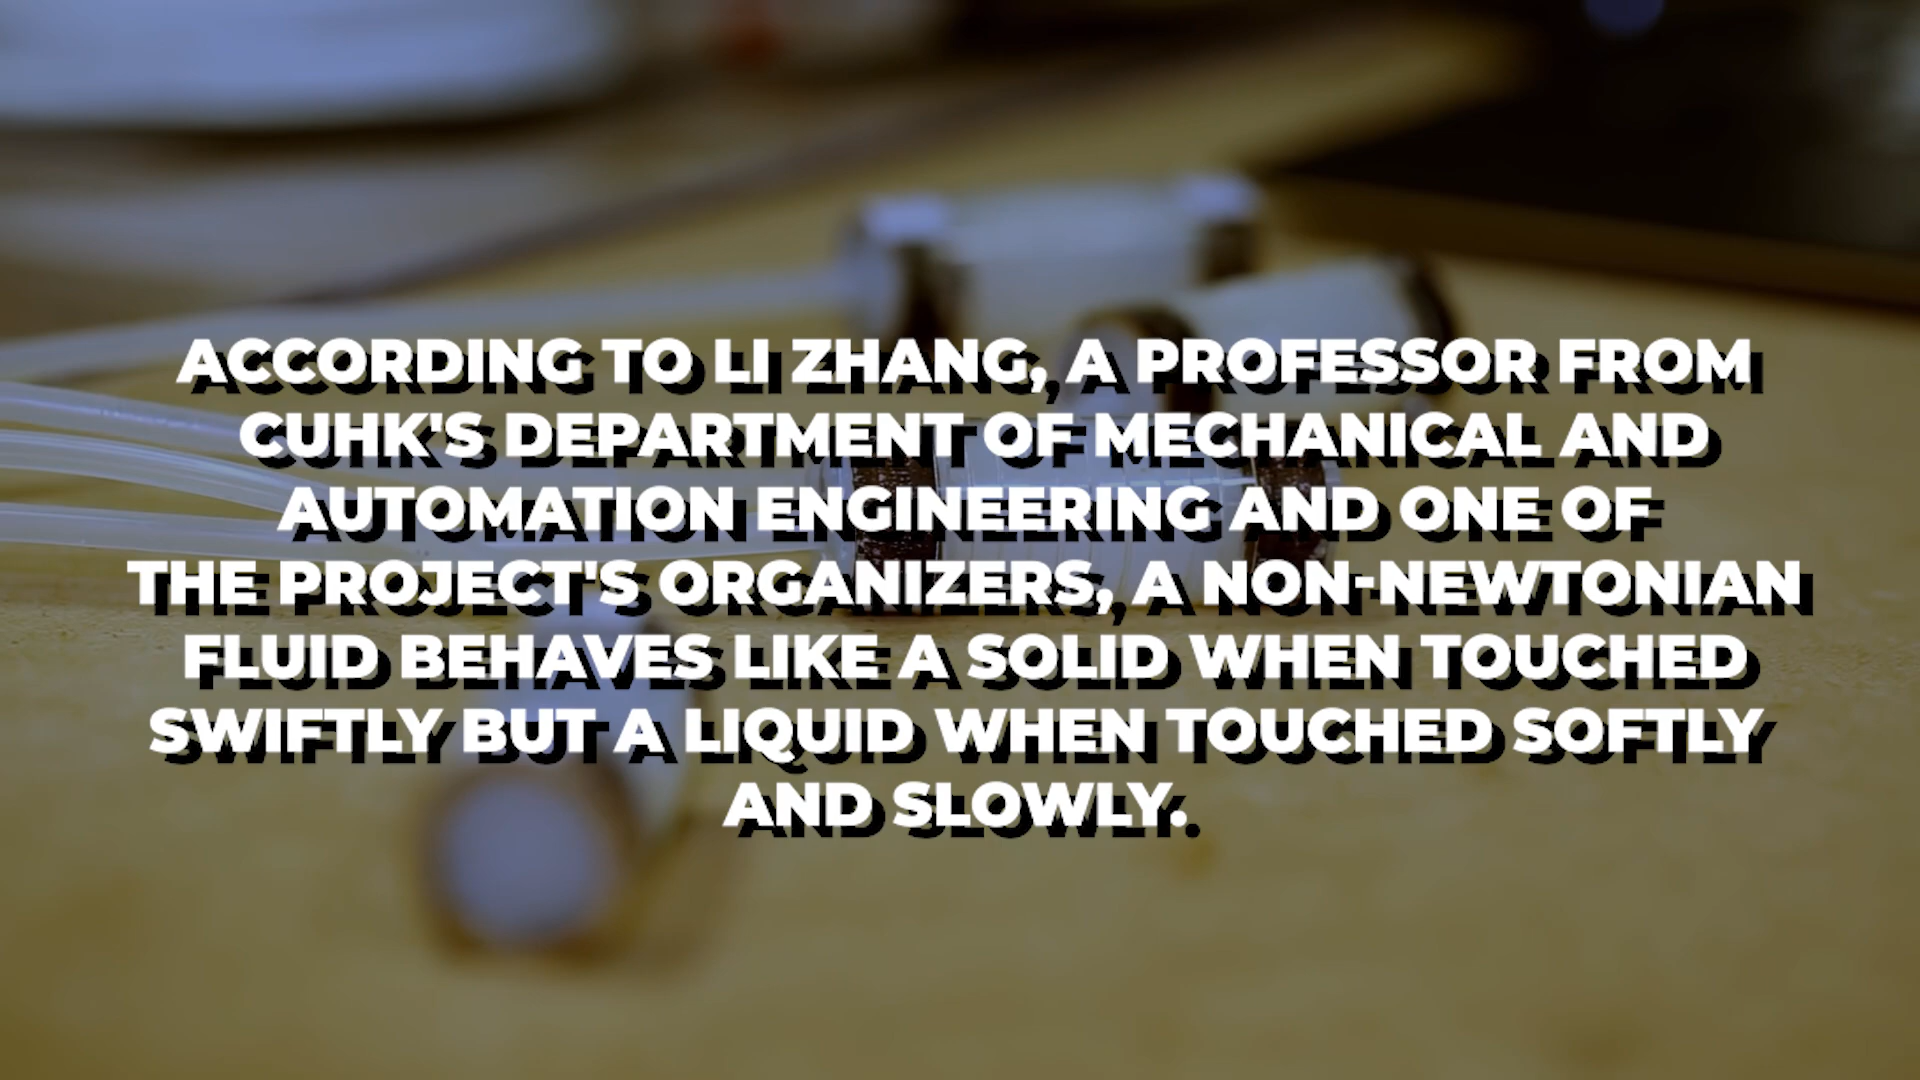 ACCORDING TO LI ZHANG, A PROFESSOR FROM
CUHK'S DEPARTMENT OF MECHANICAL AND
AUTOMATION ENGINEERING AND ONE OF
THE PROJECT'S ORGANIZERS, A NON-NEWTONIAN
FLUID BEHAVES LIKE A SOLID WHEN TOUCHED
SWIFTLY BUT A LIQUID WHEN TOUCHED SOFTLY
AND SLOWLY.